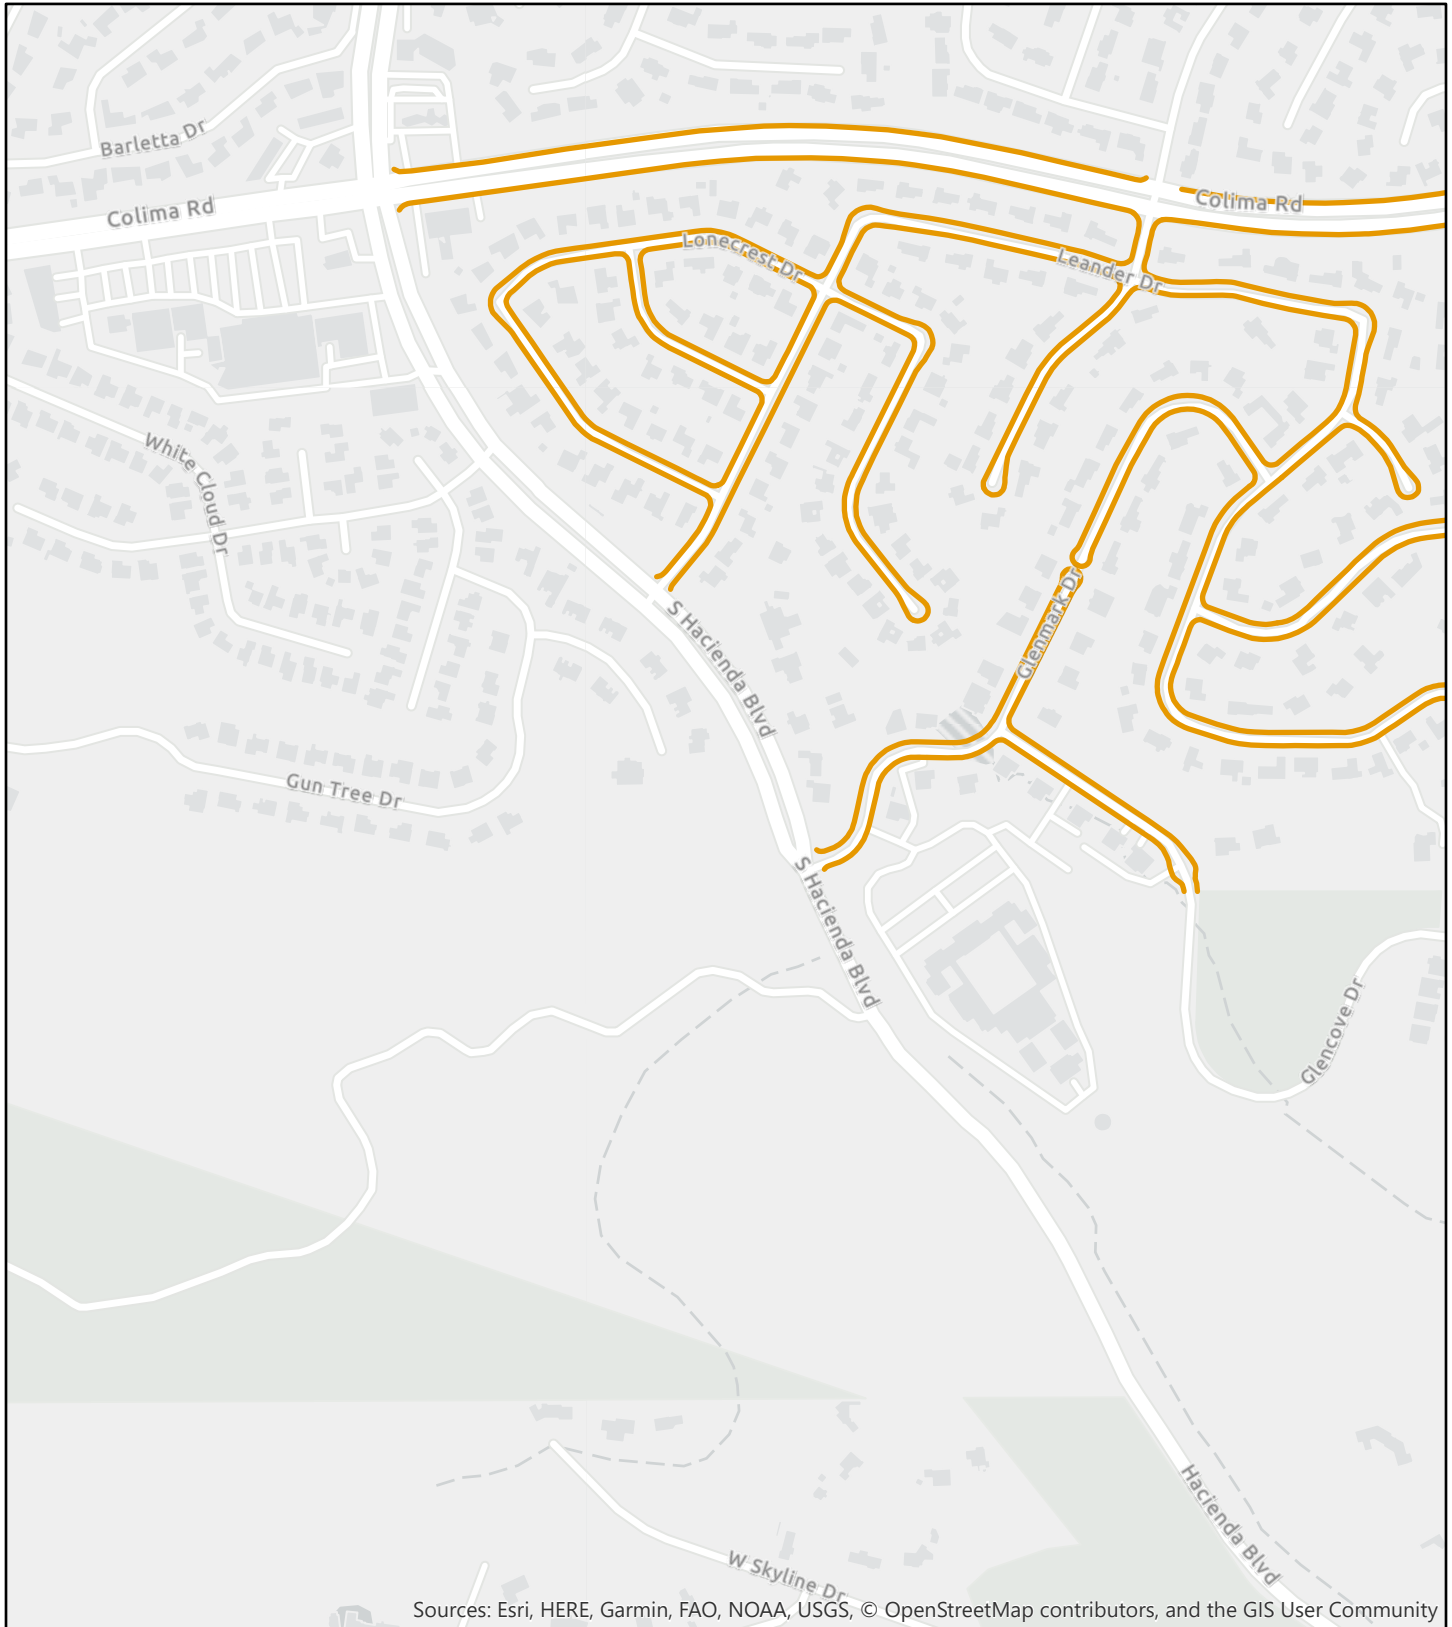 Barletta Dr
Colima Rd
Colima Rd
Lonecrest Dr
Leander Dr
White Cloud Dr
Glenmark Dr
S Hacienda Blvd
Gun Tree Dr
S Hacienda Blvd
Glencove Dr
Hacienda Blvd
W Skyline Dr
Sources: Esri, HERE, Garmin, FAO, NOAA, USGS, © OpenStreetMap contributors, and the GIS User Community